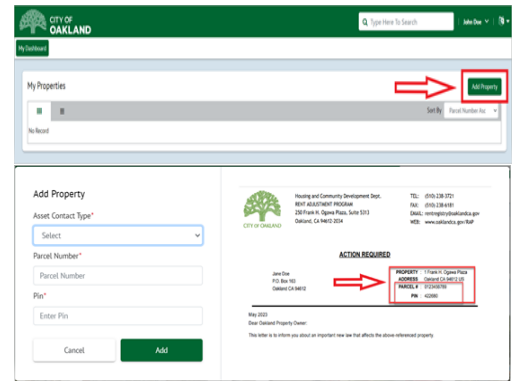 CITY OF
OAKLAND
Type Here To Search
John Doe
My Dashboard
My Properties
Add Property
Sort By Parcel Number Asc
No Record
Add Property
Asset Contact Type*
Select
Parcel Number*
Parcel Number
Pin*
Enter Pin
Cancel
Add
CITY OF OAKLAND
Housing and Community Development Dept.
RENT ADJUSTMENT PROGRAM
250 Frank H. Ogawa Plaza, Suite 5313
Oakland, CA 94612-2034
TEL: (510) 238-3721
FAX: (510) 238-6181
EMAIL: rentregistry@oaklandca.gov
WEB: www.oaklandca.gov/RAP
ACTION REQUIRED
Jane Doe
P.O. Box 103
Oakland CA 94612
PROPERTY : 1 Frank H. Ogawa Plaza
ADDRESS Oakland CA 94612 US
PARCEL # : 0123456789
PIN : 422680
May 2023
Dear Oakland Property Owner:
This letter is to inform you about an important new law that affects the above referenced property.